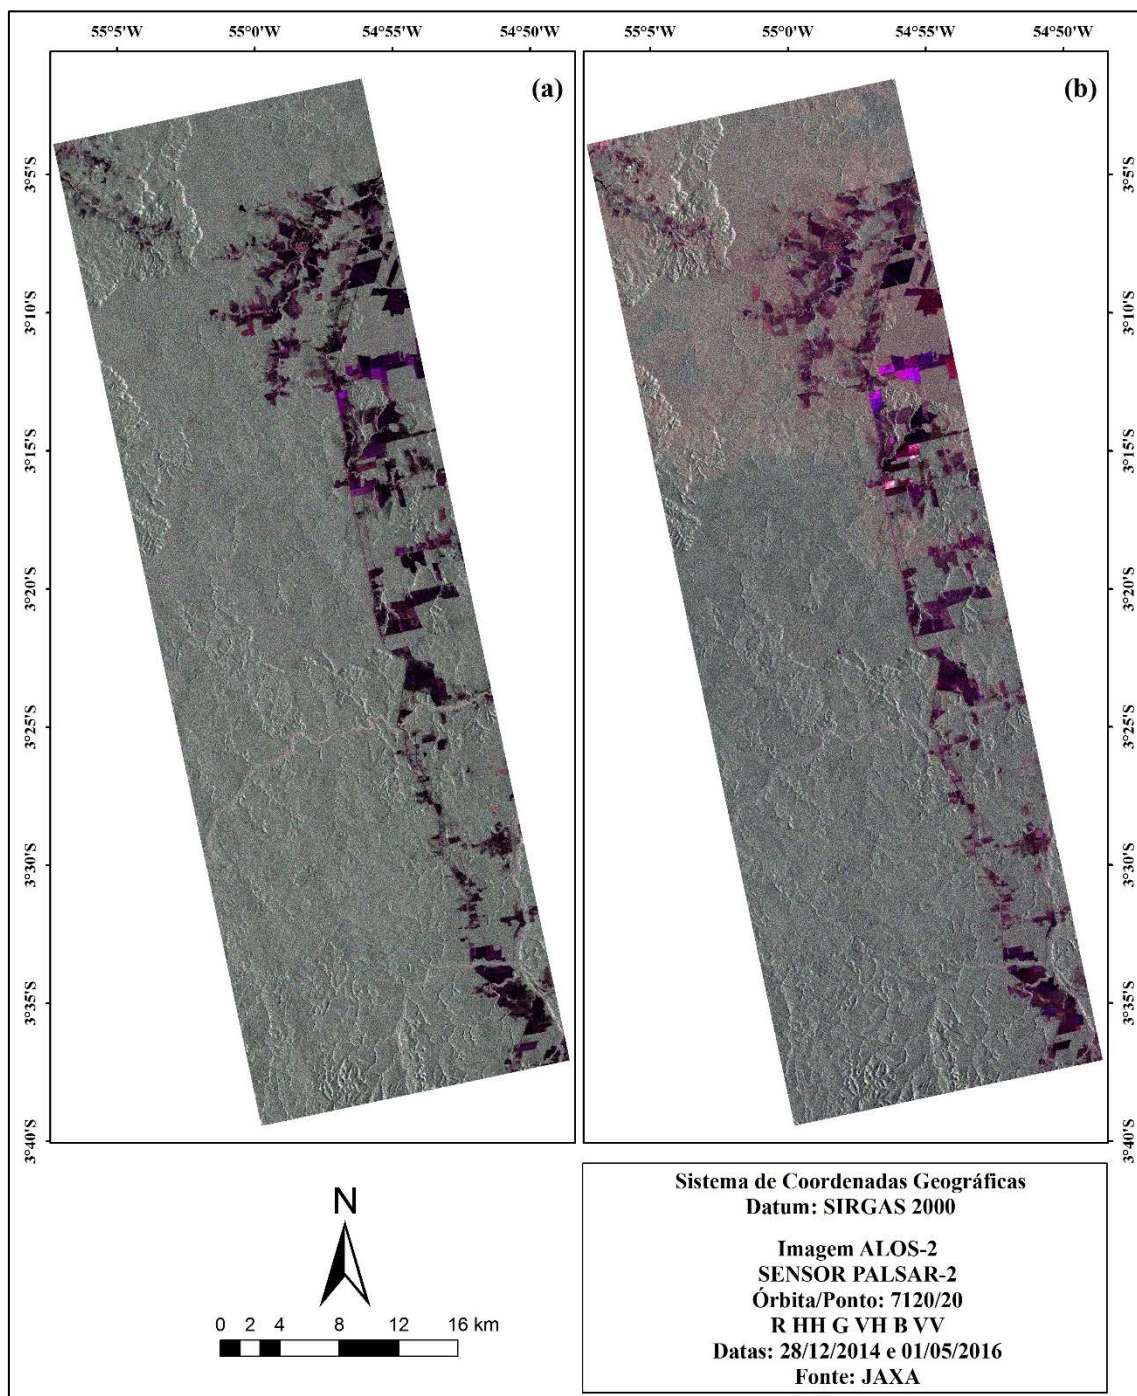 55°5'W 55°0'W 54°55'W 54°50'W 55°5'W 55°0'W 54°55'W 54°50'W
(a) (b)
3°5'S 3°5'S
3°10'S 3°10'S
3°15'S 3°15'S
3°20'S 3°20'S
3°25'S 3°25'S
3°30'S 3°30'S
3°35'S 3°35'S
3°40'S 3°40'S
N
0 2 4 8 12 16 km
Sistema de Coordenadas Geográficas
Datum: SIRGAS 2000
Imagem ALOS-2
SENSOR PALSAR-2
Órbita/Ponto: 7120/20
R HH G VH B VV
Datas: 28/12/2014 e 01/05/2016
Fonte: JAXA